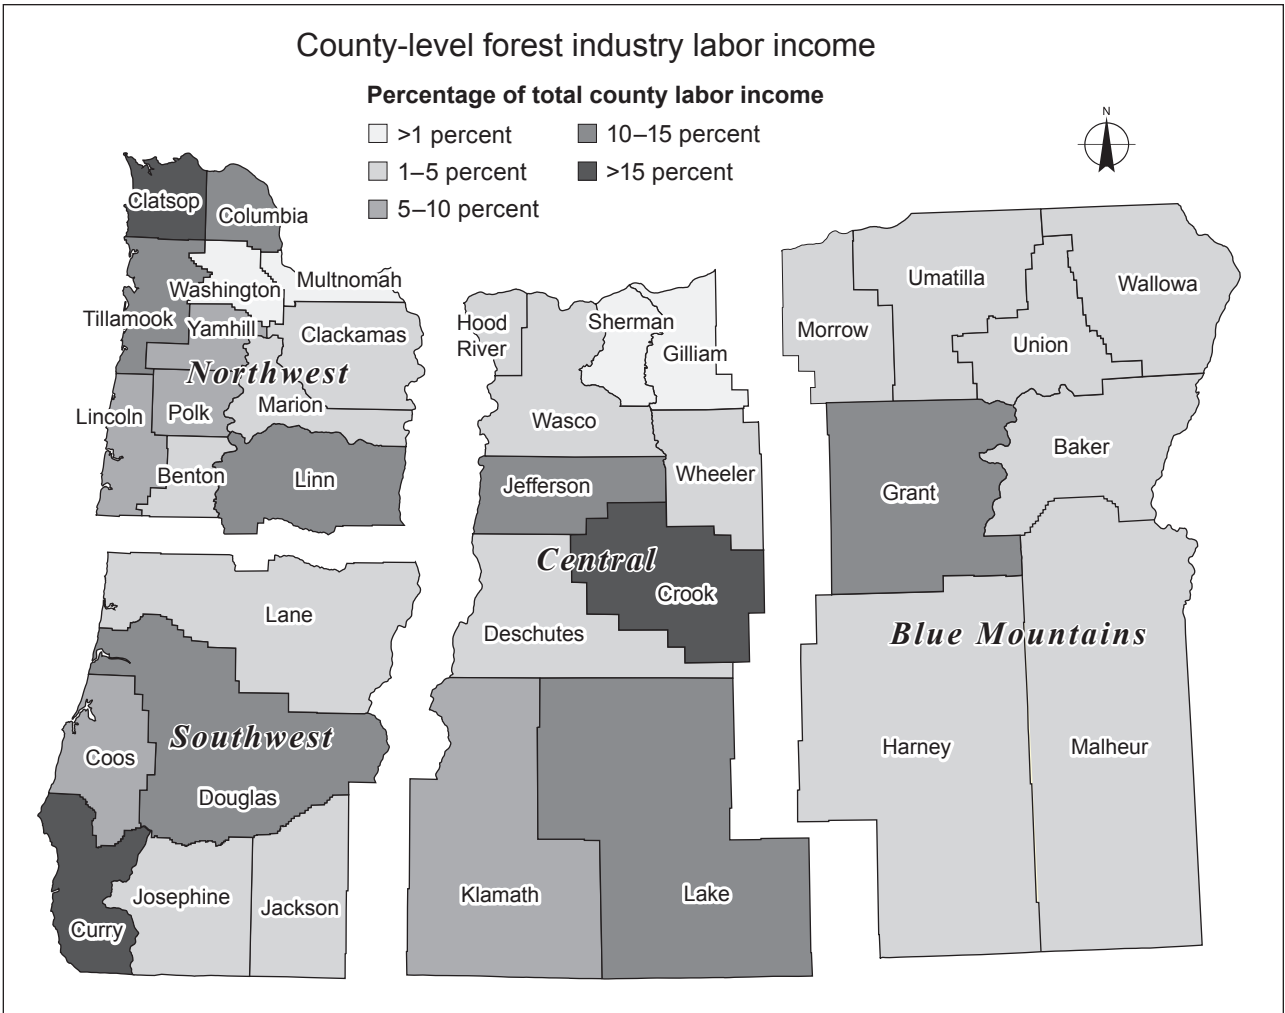 County-level forest industry labor income
Percentage of total county labor income
>1 percent
1–5 percent
5–10 percent
10–15 percent
>15 percent
N
Clatsop
Columbia
Washington
Multnomah
Tillamook
Yamhill
Clackamas
Northwest
Lincoln
Polk
Marion
Benton
Linn
Lane
Southwest
Coos
Douglas
Josephine
Jackson
Curry
Hood
River
Sherman
Gilliam
Wasco
Jefferson
Wheeler
Central
Crook
Deschutes
Klamath
Lake
Morrow
Umatilla
Wallowa
Union
Baker
Grant
Blue Mountains
Harney
Malheur